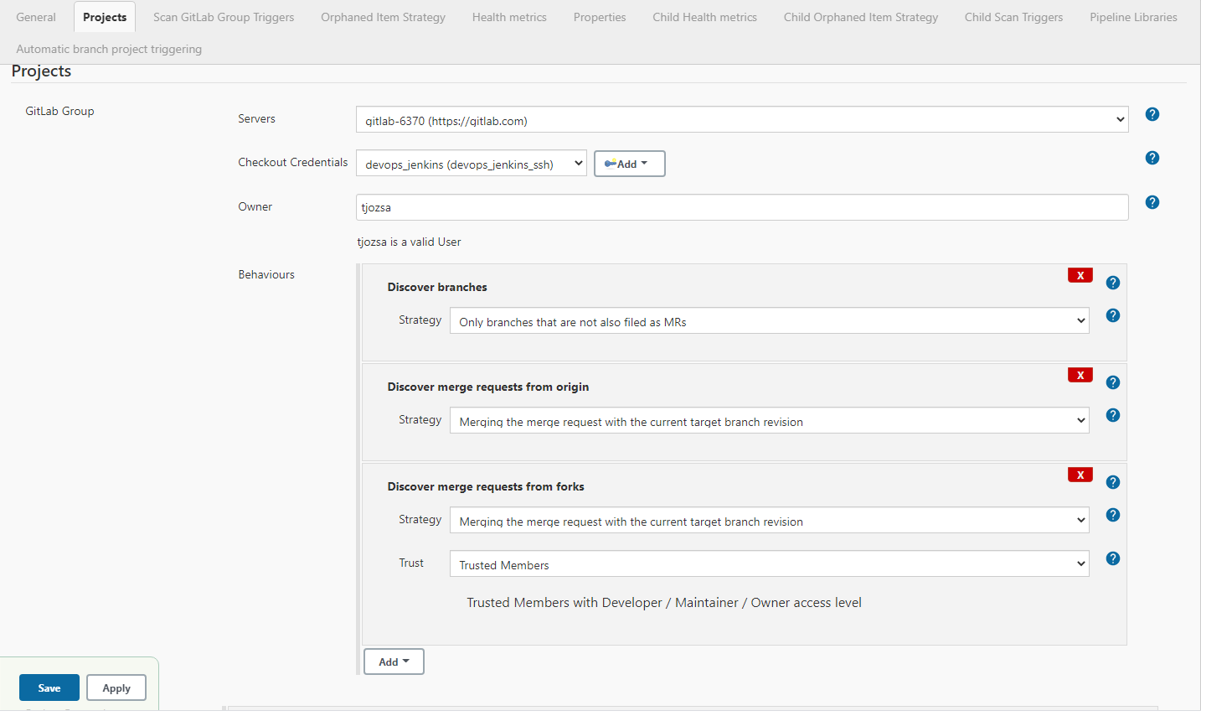 General Projects Scan GitLab Group Triggers Orphaned Item Strategy Health metrics Properties Child Health metrics Child Orphaned Item Strategy Child Scan Triggers Pipeline Libraries
Automatic branch project triggering
Projects
GitLab Group
Servers gitlab-6370 (https://gitlab.com) ?
Checkout Credentials devops_jenkins (devops_jenkins_ssh) Add ?
Owner tjozsa ?
tjozsa is a valid User
Behaviours
X
Discover branches ?
Strategy Only branches that are not also filed as MRs ?
X
Discover merge requests from origin ?
Strategy Merging the merge request with the current target branch revision ?
X
Discover merge requests from forks ?
Strategy Merging the merge request with the current target branch revision ?
Trust Trusted Members ?
Trusted Members with Developer / Maintainer / Owner access level
Add
Save Apply